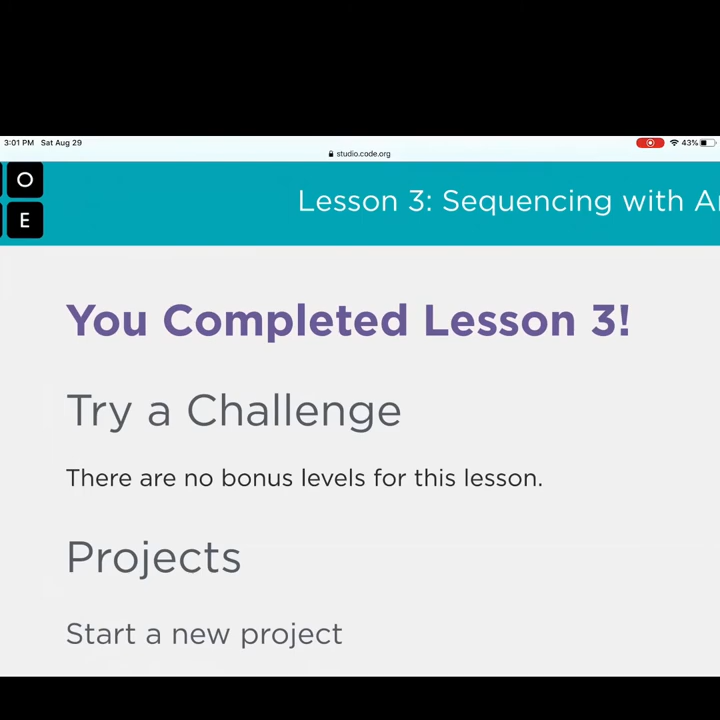 3:01 PM Sat Aug 29 43%
studio.code.org
O
E
Lesson 3: Sequencing with
You Completed Lesson 3!
Try a Challenge
There are no bonus levels for this lesson.
Projects
Start a new project